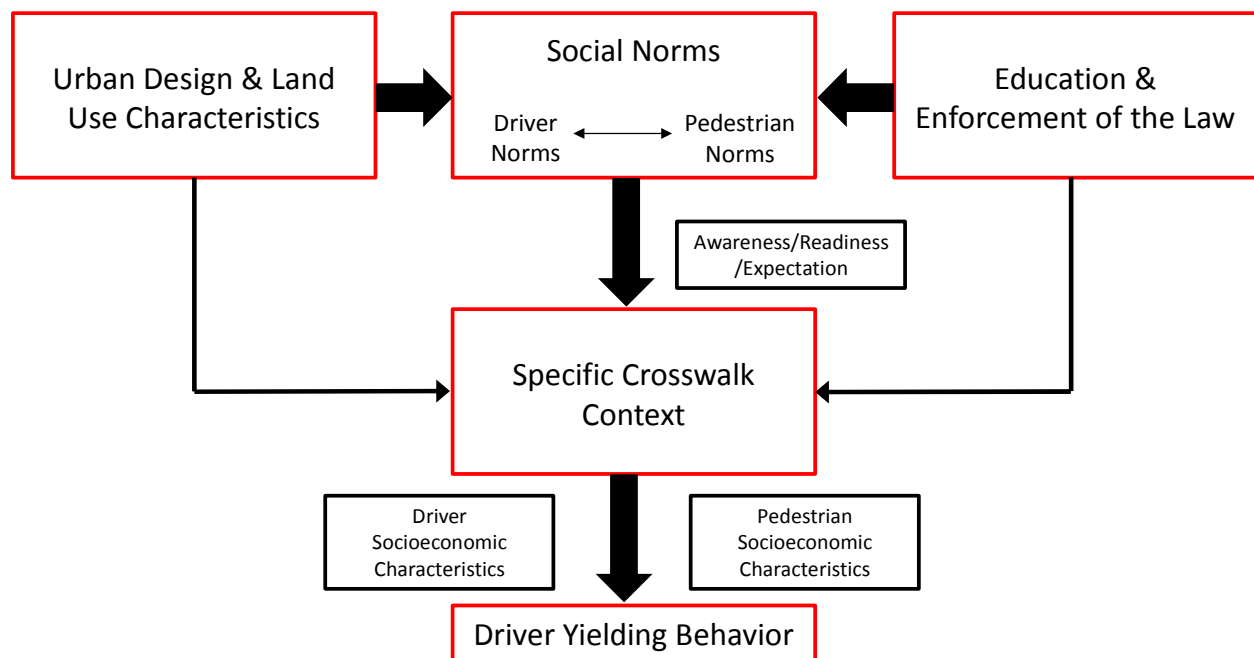 Urban Design & Land
Use Characteristics
Social Norms
Driver
Norms
Pedestrian
Norms
Education &
Enforcement of the Law
Awareness/Readiness
/Expectation
Specific Crosswalk
Context
Driver
Socioeconomic
Characteristics
Pedestrian
Socioeconomic
Characteristics
Driver Yielding Behavior